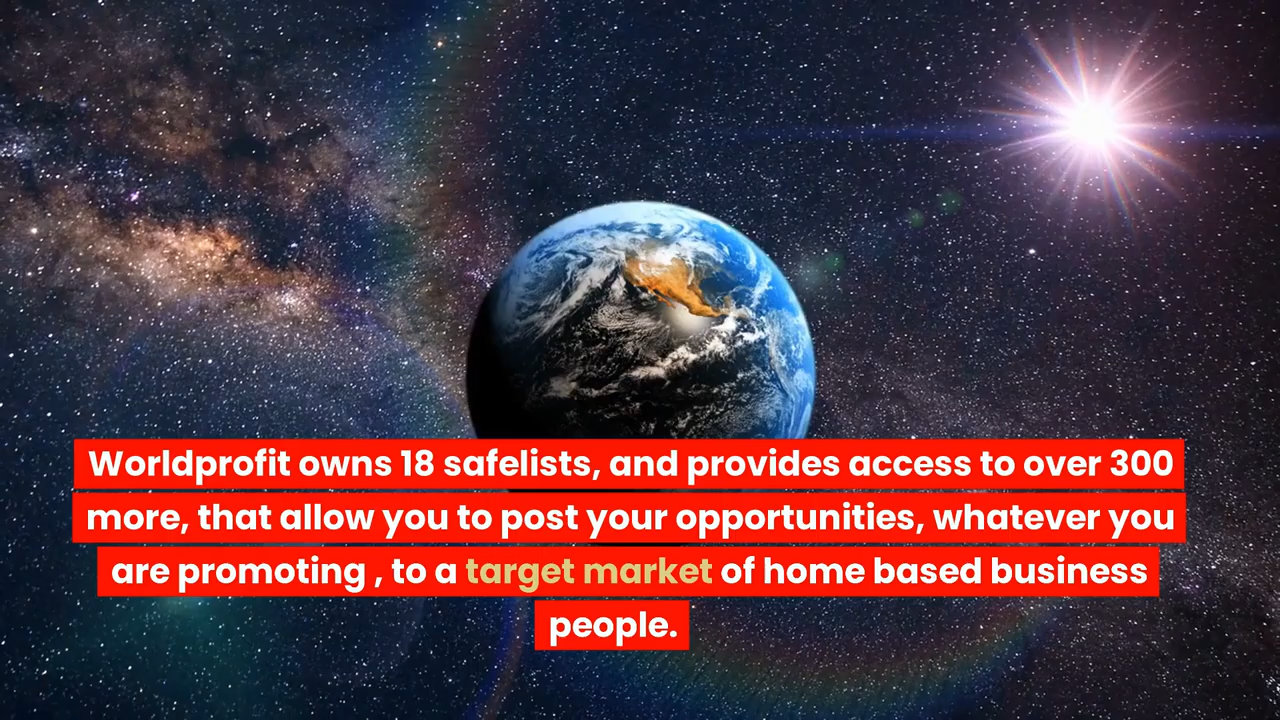 Worldprofit owns 18 safelists, and provides access to over 300
more, that allow you to post your opportunities, whatever you
are promoting , to a target market of home based business
people.